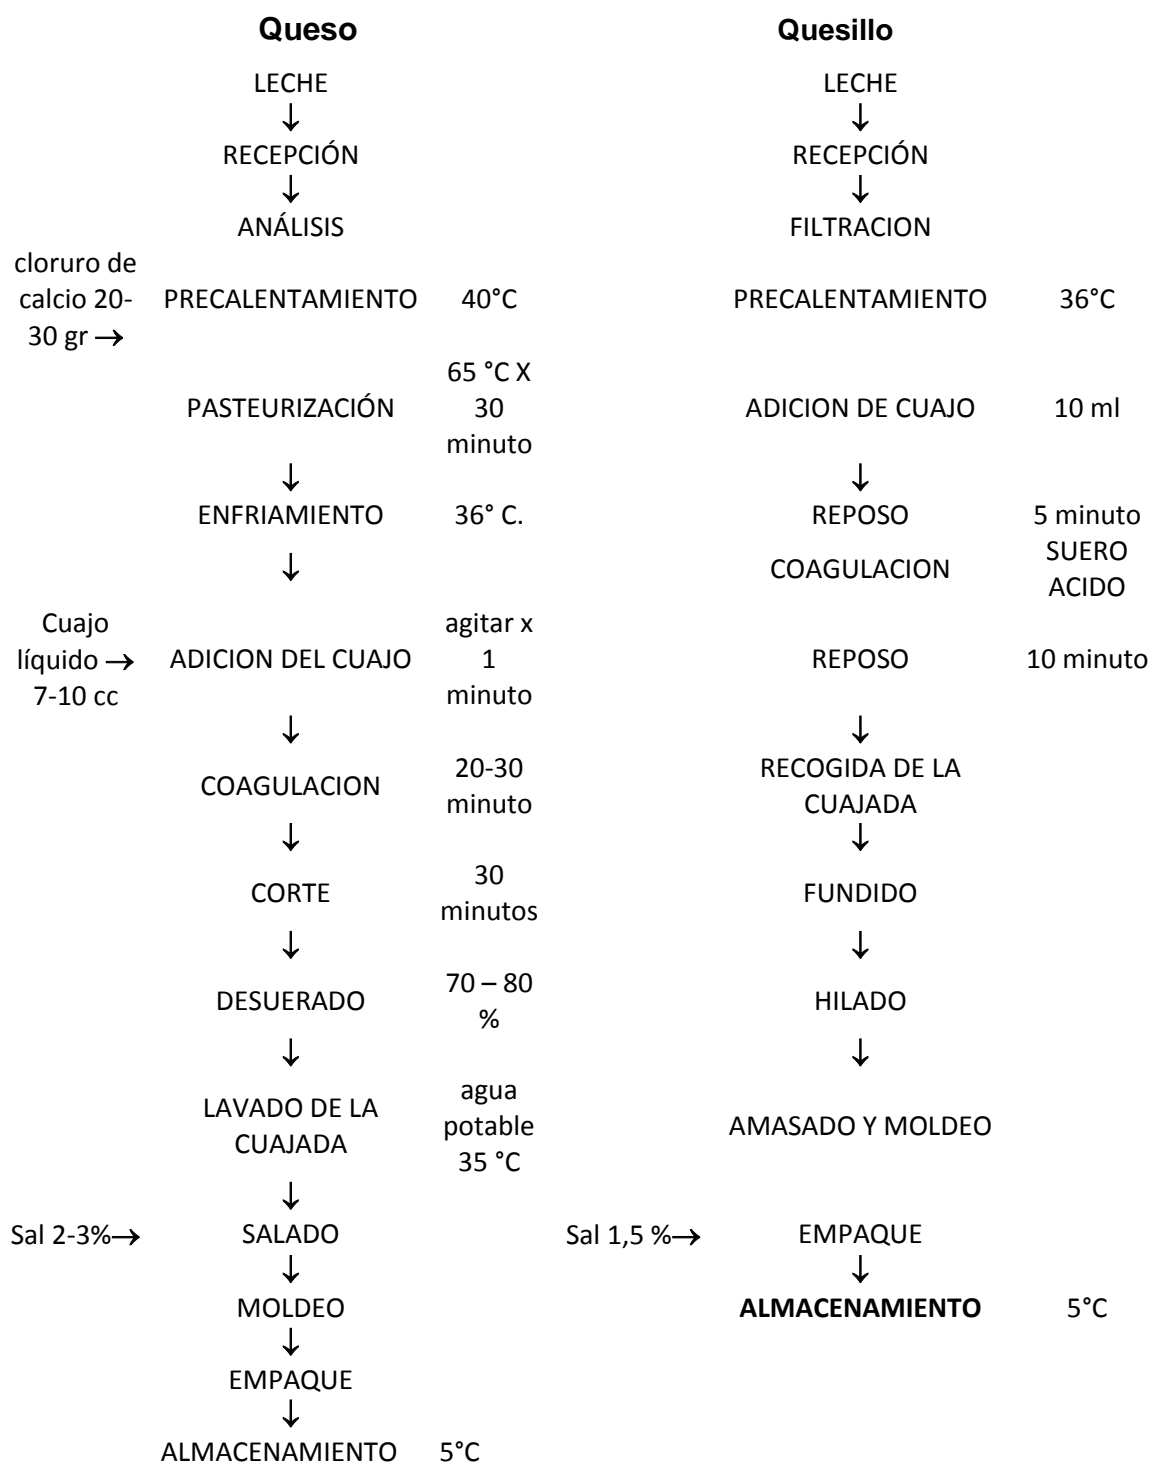 Queso
LECHE
↓
RECEPCIÓN
↓
ANÁLISIS
cloruro de
calcio 20-
30 gr →
PRECALENTAMIENTO
40°C
PASTEURIZACIÓN
65 °C X
30
minuto
↓
ENFRIAMIENTO
36° C.
↓
Cuajo
líquido →
7-10 cc
ADICION DEL CUAJO
agitar x
1
minuto
↓
COAGULACION
20-30
minuto
↓
CORTE
30
minutos
↓
DESUERADO
70 – 80
%
↓
LAVADO DE LA
CUAJADA
agua
potable
35 °C
↓
Sal 2-3%→
SALADO
↓
MOLDEO
↓
EMPAQUE
↓
ALMACENAMIENTO
5°C
Quesillo
LECHE
↓
RECEPCIÓN
↓
FILTRACION
PRECALENTAMIENTO
36°C
ADICION DE CUAJO
10 ml
↓
REPOSO
5 minuto
COAGULACION
SUERO
ACIDO
REPOSO
10 minuto
↓
RECOGIDA DE LA
CUAJADA
↓
FUNDIDO
↓
HILADO
↓
AMASADO Y MOLDEO
Sal 1,5 %→
EMPAQUE
↓
ALMACENAMIENTO
5°C